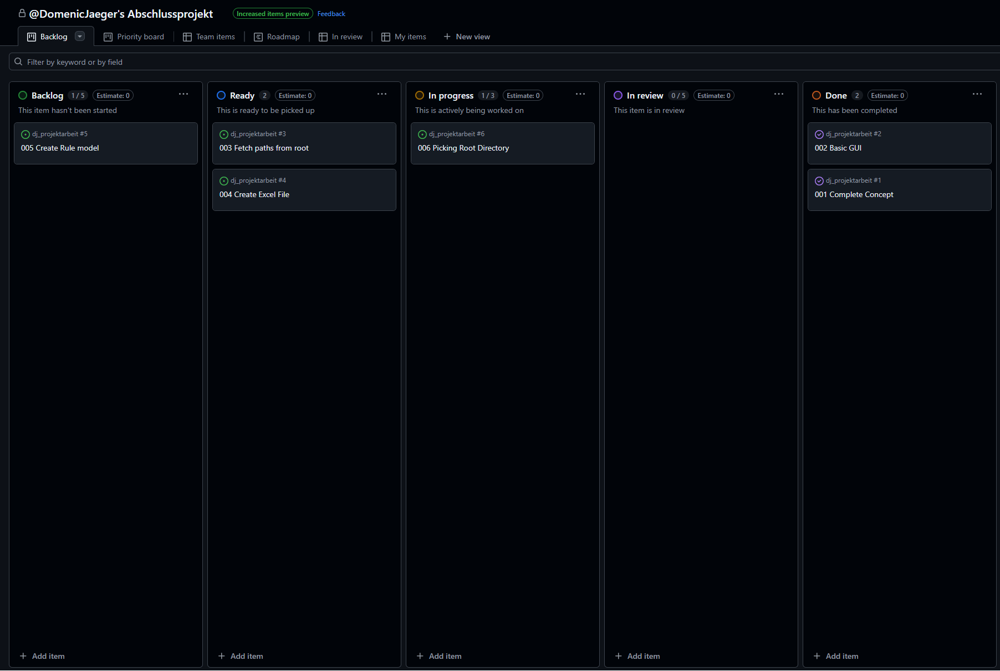 @DomenicJaeger's Abschlussprojekt Increased items preview Feedback
Backlog Priority board Team items Roadmap In review My items + New view
Filter by keyword or by field
Backlog 1 / 5 Estimate: 0 ...
This item hasn't been started
dj_projektarbeit #5
005 Create Rule model
+ Add item
Ready 2 Estimate: 0 ...
This is ready to be picked up
dj_projektarbeit #3
003 Fetch paths from root
dj_projektarbeit #4
004 Create Excel File
+ Add item
In progress 1 / 3 Estimate: 0 ...
This is actively being worked on
dj_projektarbeit #6
006 Picking Root Directory
+ Add item
In review 0 / 5 Estimate: 0 ...
This item is in review
+ Add item
Done 2 Estimate: 0 ...
This has been completed
dj_projektarbeit #2
002 Basic GUI
dj_projektarbeit #1
001 Complete Concept
+ Add item